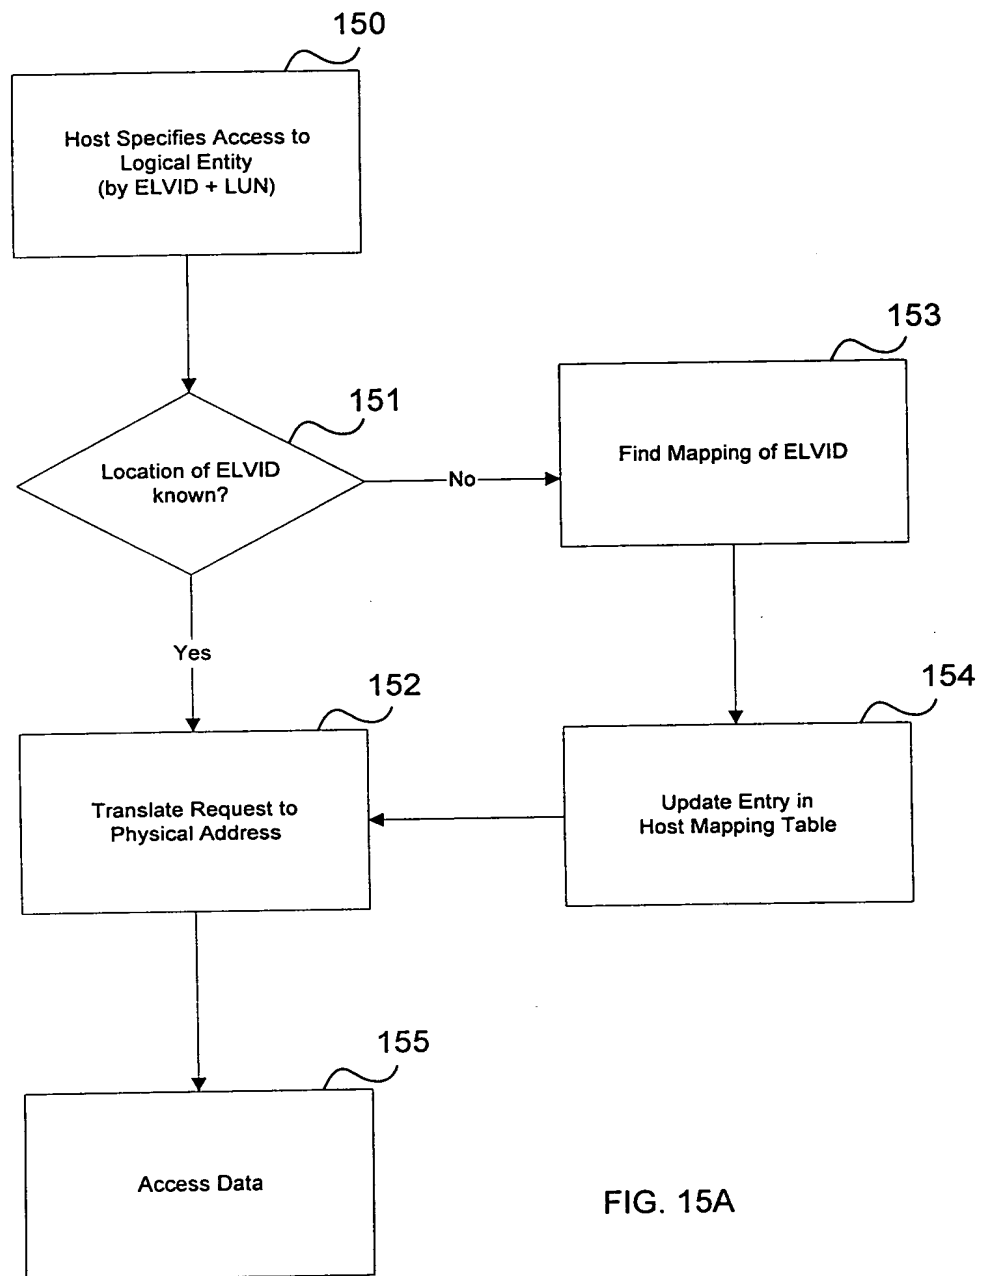 150
Host Specifies Access to
Logical Entity
(by ELVID + LUN)
153
151
Location of ELVID
known?
No
Find Mapping of ELVID
Yes
152
154
Translate Request to
Physical Address
Update Entry in
Host Mapping Table
155
Access Data
FIG. 15A